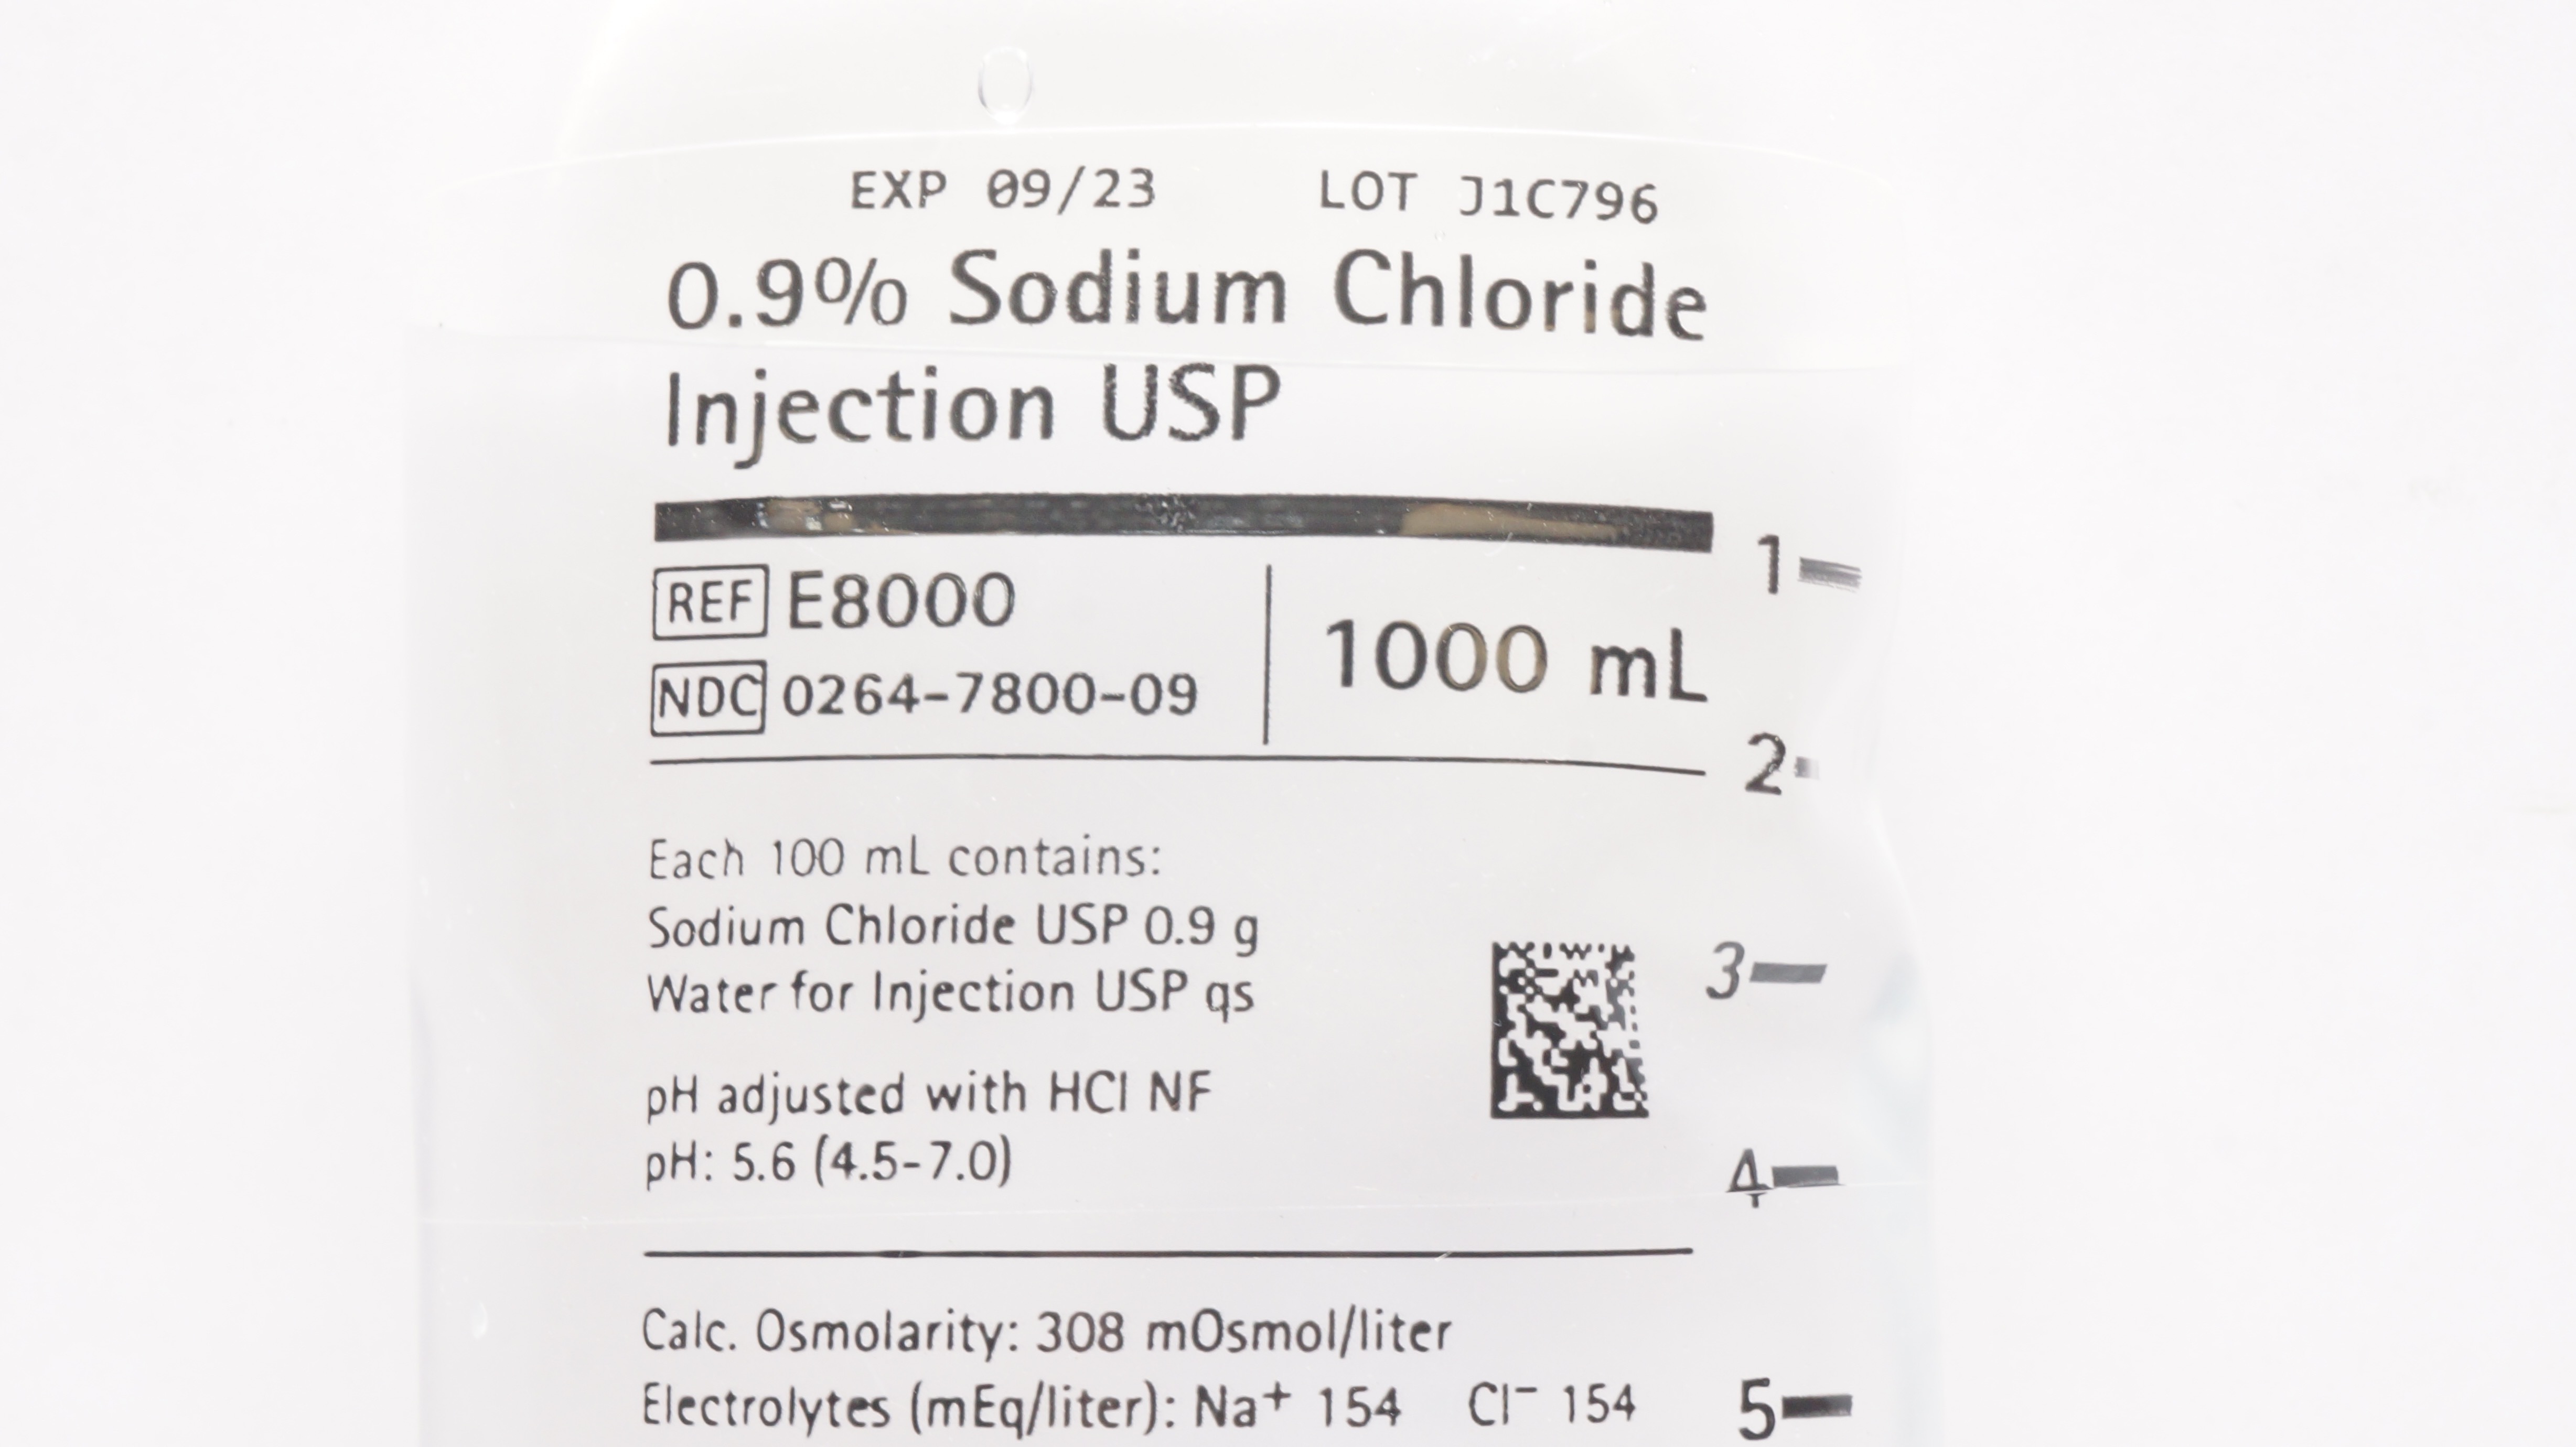 EXP 09/23 LOT J1C796
0.9% Sodium Chloride
Injection USP
REF E8000
NDC 0264-7800-09
1000 mL
1
2
Each 100 mL contains:
Sodium Chloride USP 0.9 g
Water for Injection USP qs
3
pH adjusted with HCl NF
pH: 5.6 (4.5-7.0)
4
Calc. Osmolarity: 308 mOsmol/liter
Electrolytes (mEq/liter): Na⁺ 154 Cl⁻ 154
5